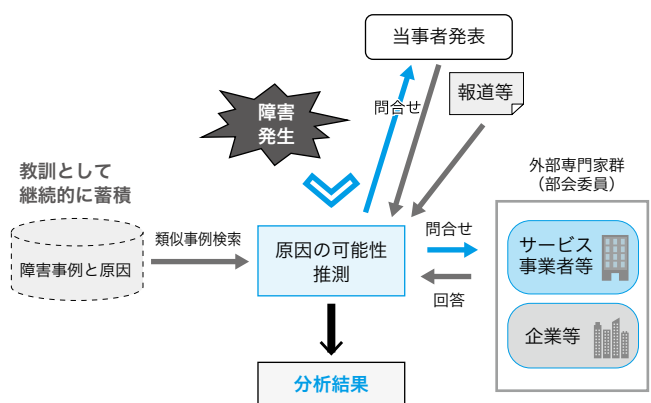 当事者発表
報道等
問合せ
障害
発生
教訓として
継続的に蓄積
障害事例と原因
類似事例検索
原因の可能性
推測
問合せ
回答
外部専門家群
（部会委員）
サービス
事業者等
企業等
分析結果